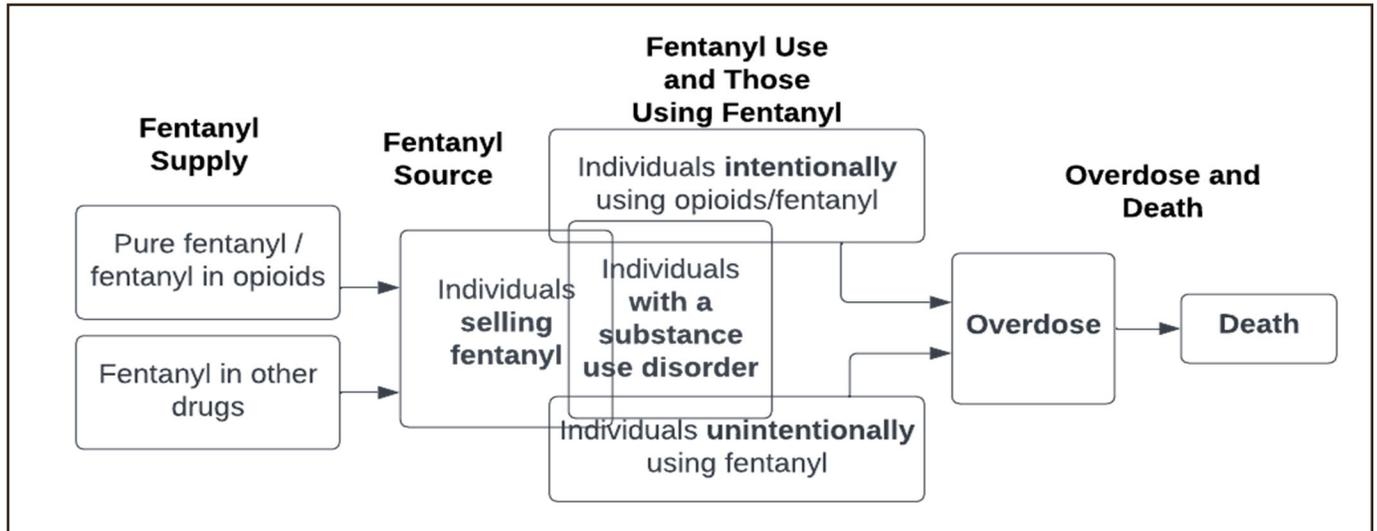 Fentanyl
Supply
Pure fentanyl /
fentanyl in opioids
Fentanyl in other
drugs
Fentanyl
Source
Individuals
selling
fentanyl
Fentanyl Use
and Those
Using Fentanyl
Individuals intentionally
using opioids/fentanyl
Individuals
with a
substance
use disorder
Individuals unintentionally
using fentanyl
Overdose and
Death
Overdose
Death